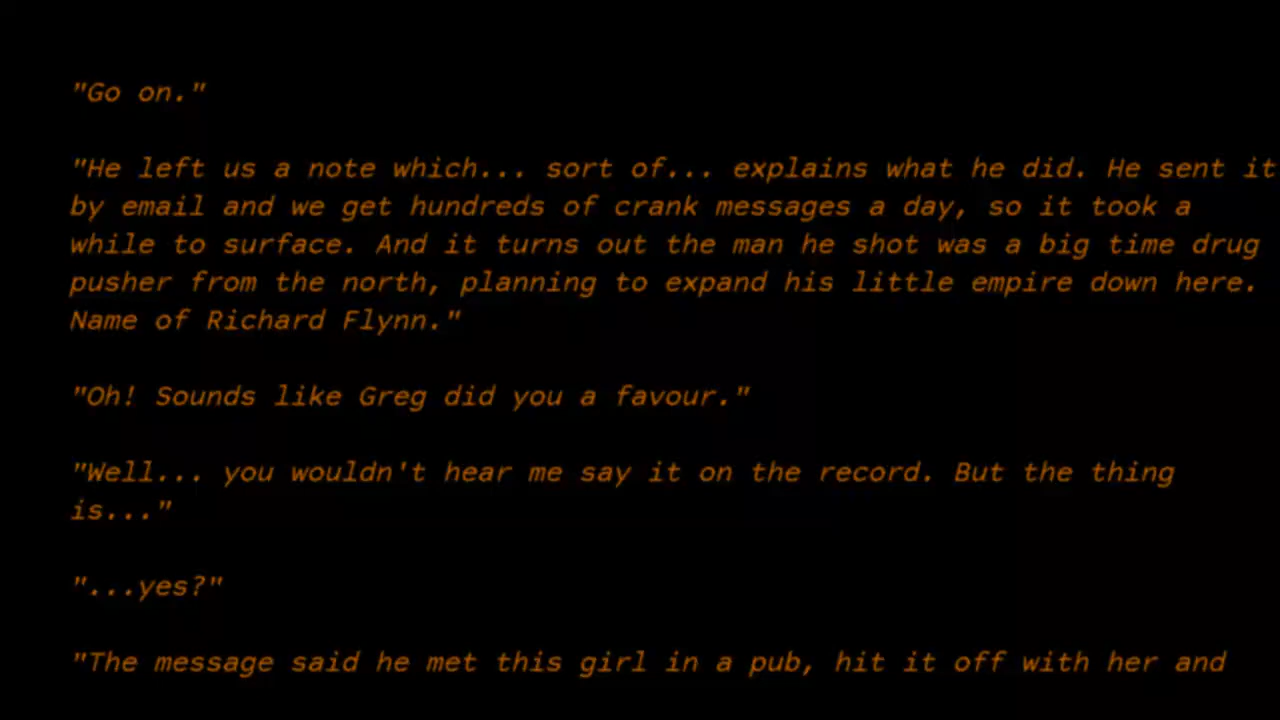 "Go on."
"He left us a note which... sort of... explains what he did. He sent it
by email and we get hundreds of crank messages a day, so it took a
while to surface. And it turns out the man he shot was a big time drug
pusher from the north, planning to expand his little empire down here.
Name of Richard Flynn."
"Oh! Sounds like Greg did you a favour."
"Well... you wouldn't hear me say it on the record. But the thing
is..."
"...yes?"
"The message said he met this girl in a pub, hit it off with her and